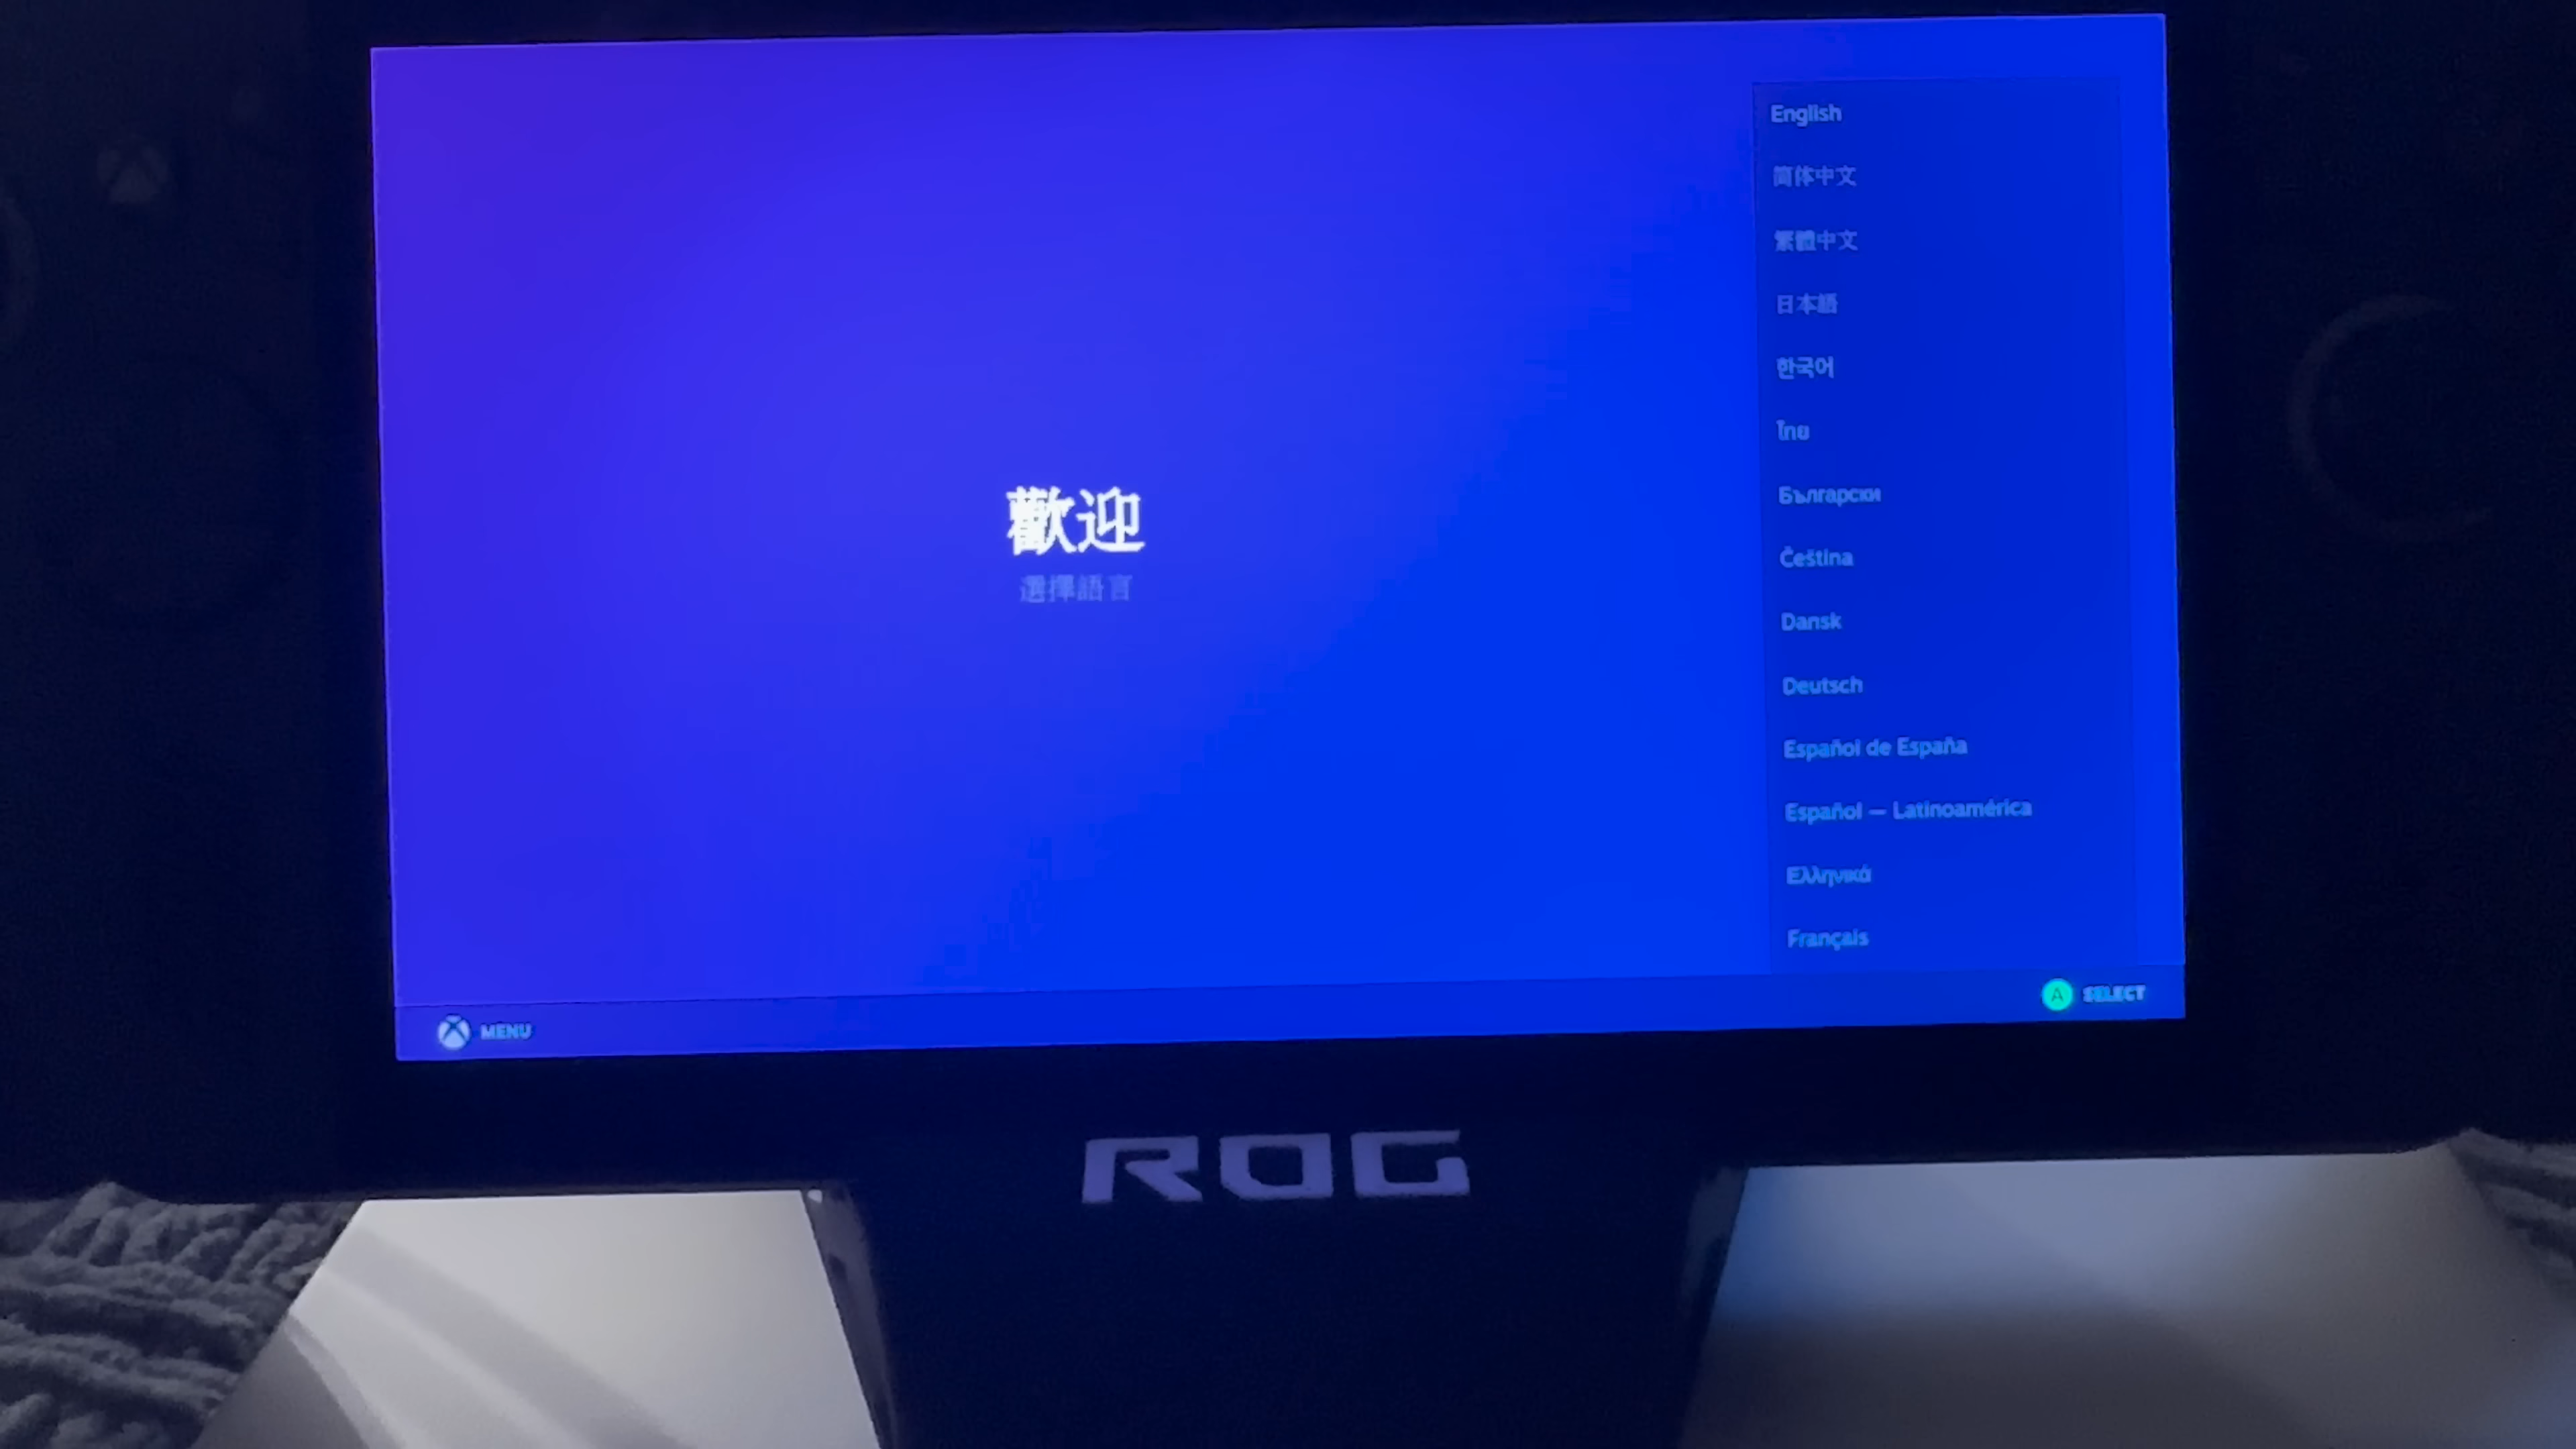 English
简体中文
繁體中文
日本語
한국어
ไทย
Български
Čeština
Dansk
Deutsch
Español de España
Español – Latinoamérica
Ελληνικά
Français
歡迎
選擇語言
MENU
A SELECT
ROG